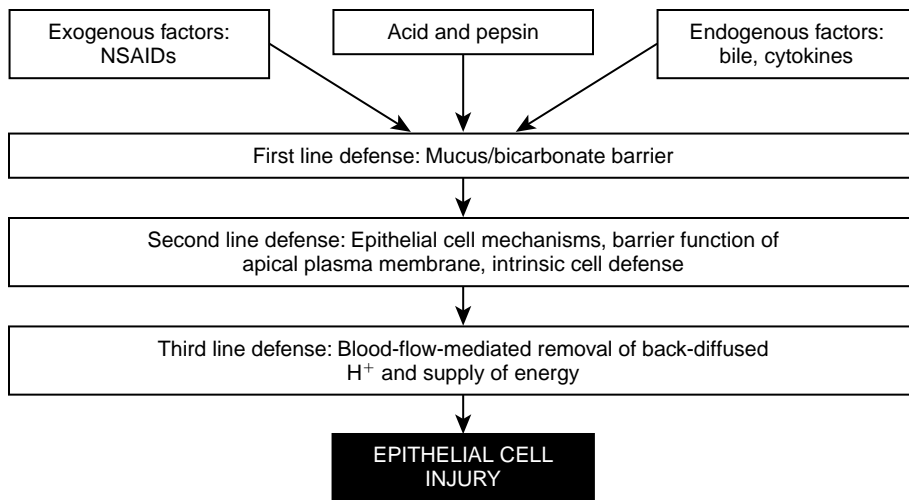 Exogenous factors:
NSAIDs
Acid and pepsin
Endogenous factors:
bile, cytokines
First line defense: Mucus/bicarbonate barrier
Second line defense: Epithelial cell mechanisms, barrier function of
apical plasma membrane, intrinsic cell defense
Third line defense: Blood-flow-mediated removal of back-diffused
H⁺ and supply of energy
EPITHELIAL CELL
INJURY